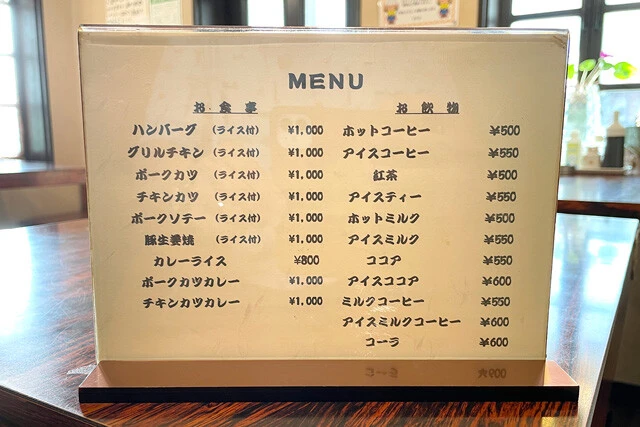 MENU
お食事
ハンバーグ (ライス付) ¥1,000
グリルチキン (ライス付) ¥1,000
ポークカツ (ライス付) ¥1,000
チキンカツ (ライス付) ¥1,000
ポークソテー (ライス付) ¥1,000
豚生姜焼 (ライス付) ¥1,000
カレーライス ¥800
ポークカツカレー ¥1,000
チキンカツカレー ¥1,000
お飲物
ホットコーヒー ¥500
アイスコーヒー ¥550
紅茶 ¥500
アイスティー ¥550
ホットミルク ¥500
アイスミルク ¥550
ココア ¥550
アイスココア ¥600
ミルクコーヒー ¥550
アイスミルクコーヒー ¥600
コーラ ¥600